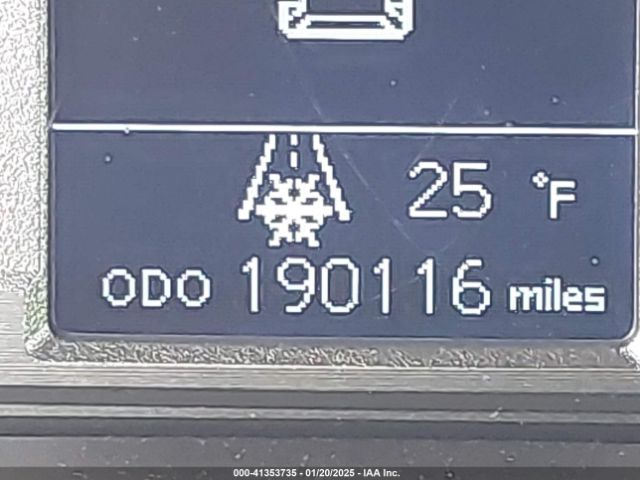 25 °F
ODO 190116 miles
000-41353735 - 01/20/2025 - IAA Inc.